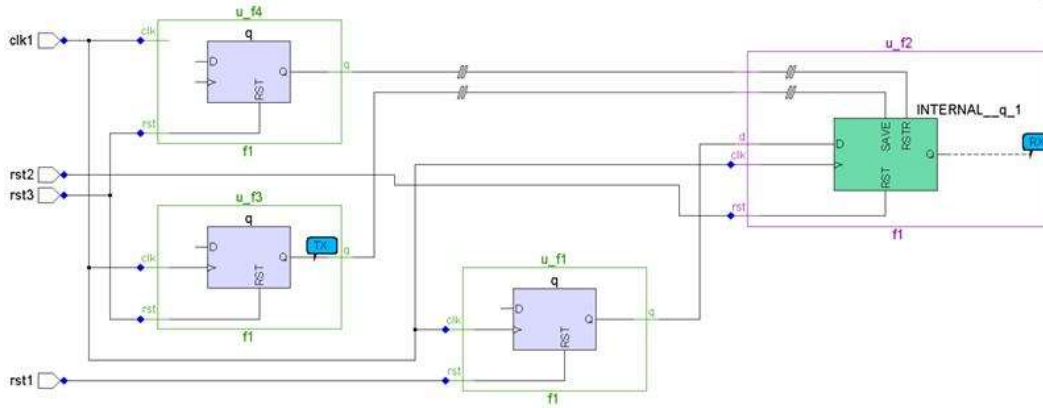 u_f4
clk1
clk
q
D
Q
q
RST
rst
f1
u_f2
INTERNAL__q_1
SAVE
RSTR
d
D
Q
RX
clk
RST
rst
f1
rst2
rst3
u_f3
q
D
TX
Q
q
clk
RST
rst
f1
u_f1
q
D
Q
q
clk
RST
rst1
rst
f1